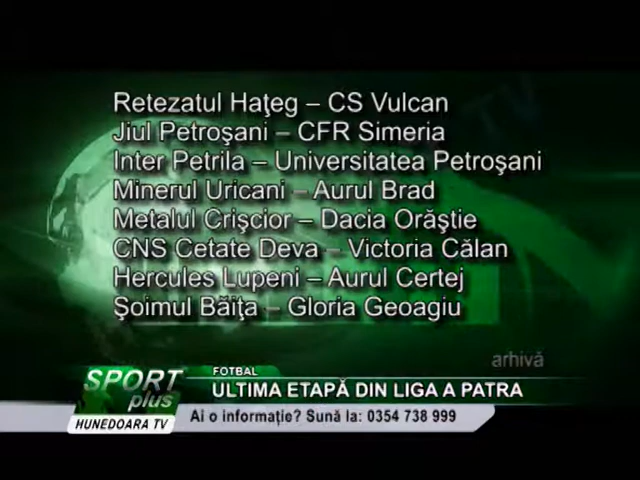 Retezatul Haţeg – CS Vulcan
Jiul Petroşani – CFR Simeria
Inter Petrila – Universitatea Petroşani
Minerul Uricani – Aurul Brad
Metalul Crişcior – Dacia Orăştie
CNS Cetate Deva – Victoria Călan
Hercules Lupeni – Aurul Certej
Şoimul Băiţa – Gloria Geoagiu
arhivă
SPORT plus
FOTBAL
ULTIMA ETAPĂ DIN LIGA A PATRA
HUNEDOARA TV
Ai o informaţie? Sună la: 0354 738 999